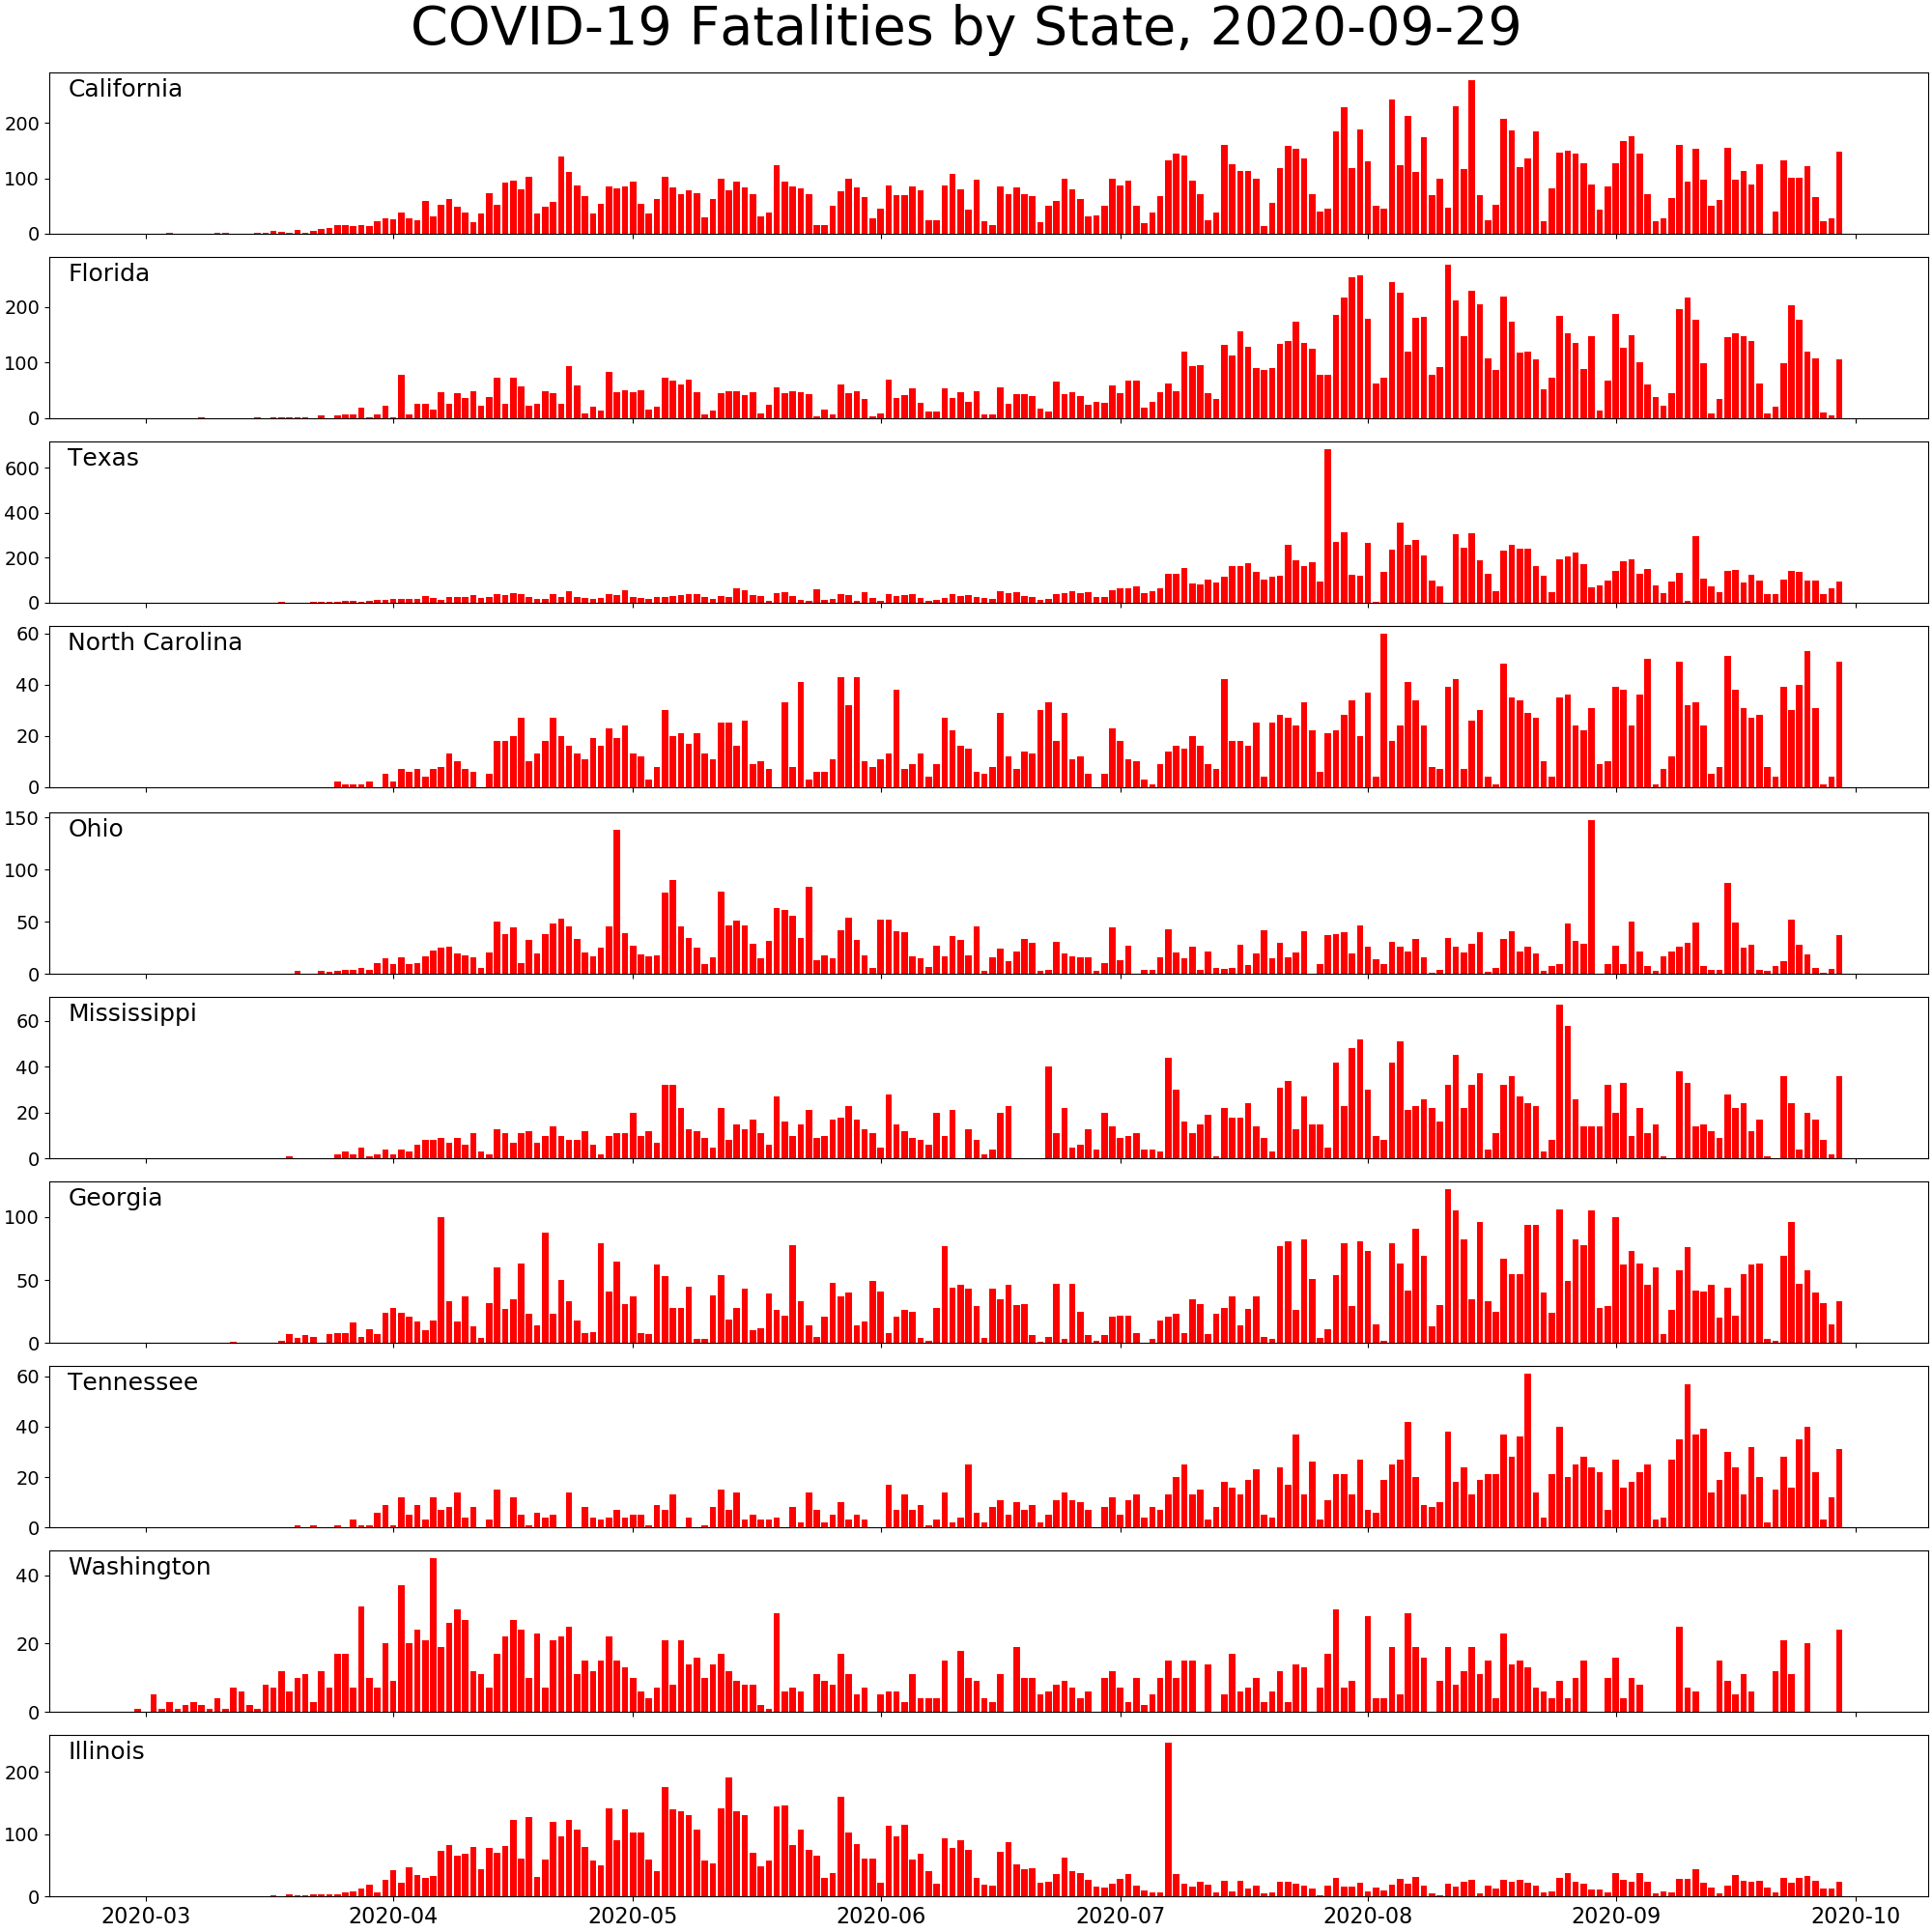 COVID-19 Fatalities by State, 2020-09-29
California
200
100
0
Florida
200
100
0
Texas
600
400
200
0
North Carolina
60
40
20
0
Ohio
150
100
50
0
Mississippi
60
40
20
0
Georgia
100
50
0
Tennessee
60
40
20
0
Washington
40
20
0
Illinois
200
100
0
2020-03 2020-04 2020-05 2020-06 2020-07 2020-08 2020-09 2020-10